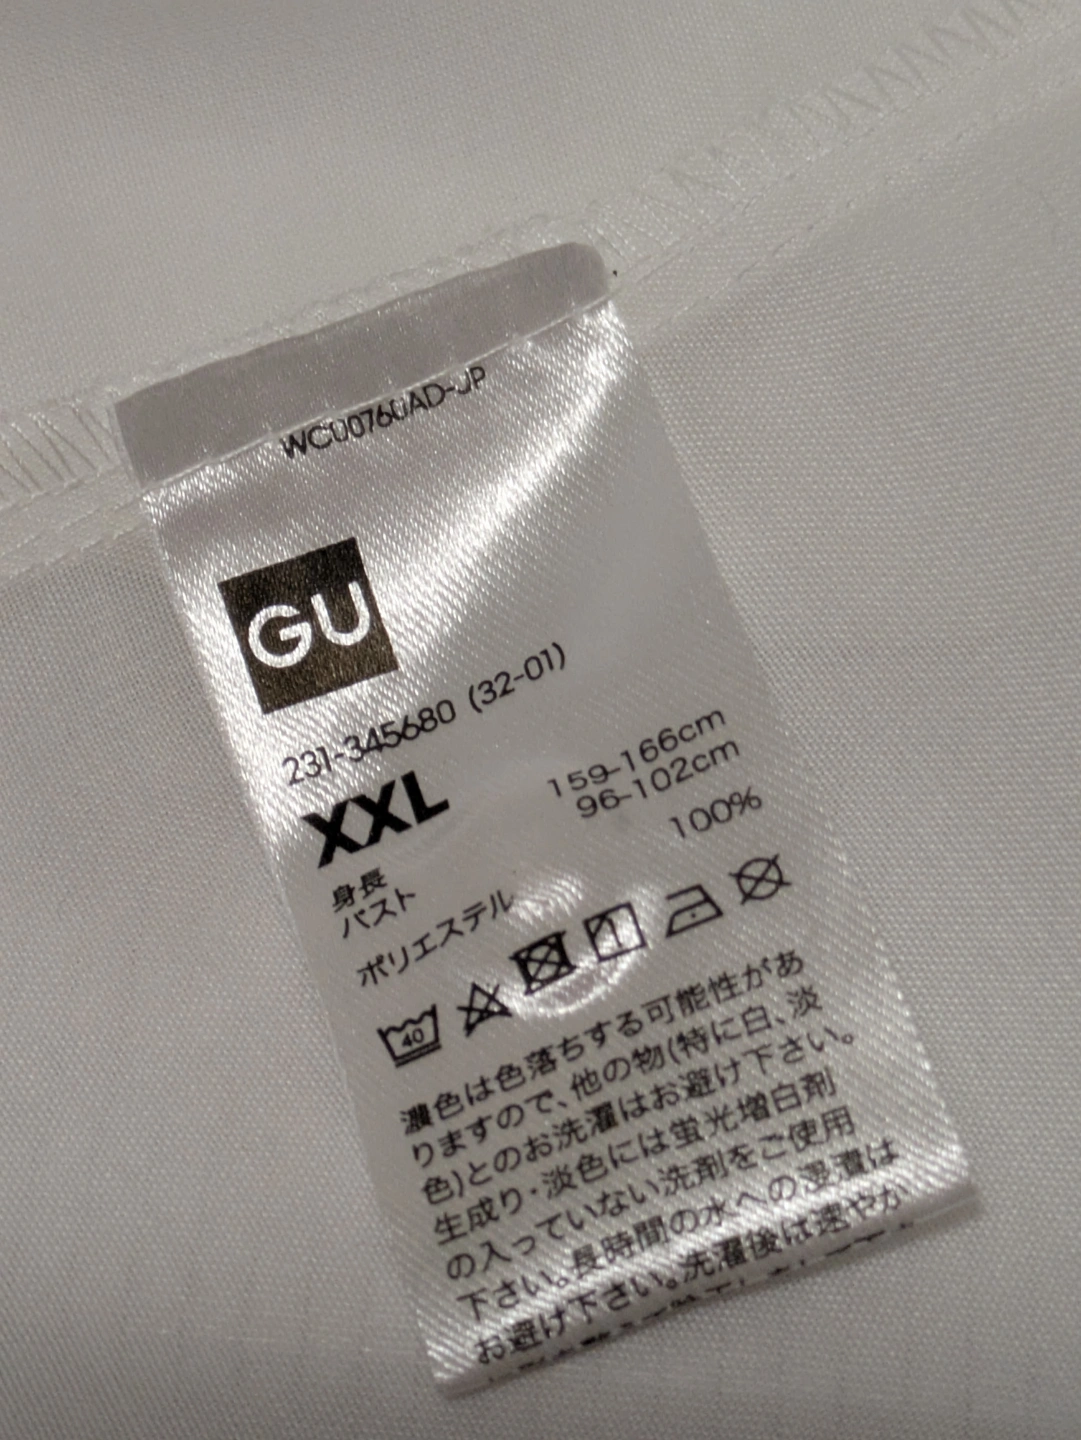 WC00760AD-JP
GU
231-345680 (32-01)
XXL
身長 159-166cm
バスト 96-102cm
ポリエステル 100%
40
1
濃色は色落ちする可能性があ
りますので、他の物(特に白、淡
色)とのお洗濯はお避け下さい。
生成り・淡色には蛍光増白剤
の入っていない洗剤をご使用
下さい。長時間の水への浸漬は
お避け下さい。洗濯後は速やか